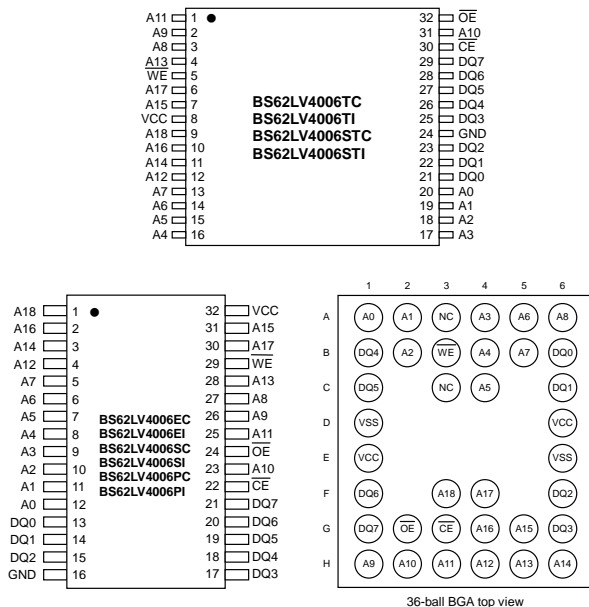 A11 1 32 OE
A9 2 31 A10
A8 3 30 CE
A13 4 29 DQ7
WE 5 28 DQ6
A17 6 27 DQ5
A15 7 26 DQ4
VCC 8 25 DQ3
A18 9 24 GND
A16 10 23 DQ2
A14 11 22 DQ1
A12 12 21 DQ0
A7 13 20 A0
A6 14 19 A1
A5 15 18 A2
A4 16 17 A3
BS62LV4006TC
BS62LV4006TI
BS62LV4006STC
BS62LV4006STI
A18 1 32 VCC
A16 2 31 A15
A14 3 30 A17
A12 4 29 WE
A7 5 28 A13
A6 6 27 A8
A5 7 26 A9
A4 8 25 A11
A3 9 24 OE
A2 10 23 A10
A1 11 22 CE
A0 12 21 DQ7
DQ0 13 20 DQ6
DQ1 14 19 DQ5
DQ2 15 18 DQ4
GND 16 17 DQ3
BS62LV4006EC
BS62LV4006EI
BS62LV4006SC
BS62LV4006SI
BS62LV4006PC
BS62LV4006PI
1 2 3 4 5 6
A A0 A1 NC A3 A6 A8
B DQ4 A2 WE A4 A7 DQ0
C DQ5 NC A5 DQ1
D VSS VCC
E VCC VSS
F DQ6 A18 A17 DQ2
G DQ7 OE CE A16 A15 DQ3
H A9 A10 A11 A12 A13 A14
36-ball BGA top view